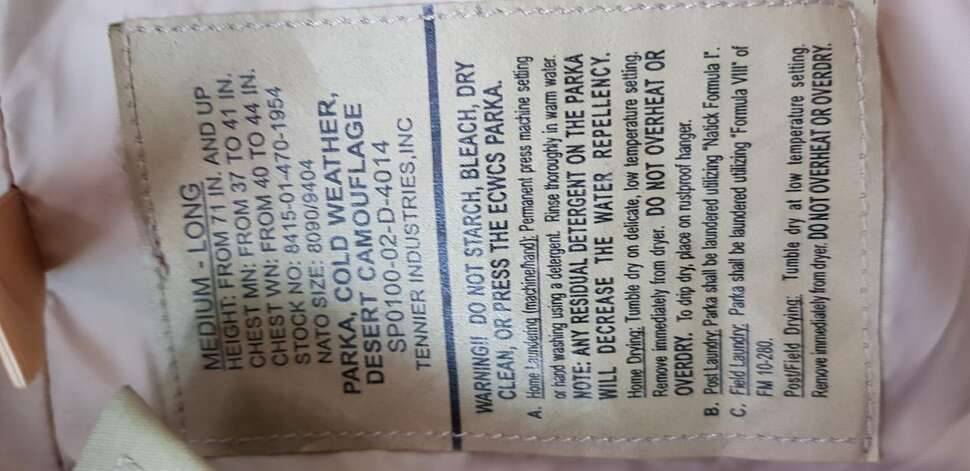 MEDIUM - LONG
HEIGHT: FROM 71 IN. AND UP
CHEST MN: FROM 37 TO 41 IN.
CHEST WN: FROM 40 TO 44 IN.
STOCK NO: 8415-01-470-1954
NATO SIZE: 8090/9404
PARKA, COLD WEATHER,
DESERT CAMOUFLAGE
SP0100-02-D-4014
TENNIER INDUSTRIES,INC
WARNING!! DO NOT STARCH, BLEACH, DRY
CLEAN, OR PRESS THE ECWCS PARKA.
A. Home Laundering (machine/hand): Permanent press machine setting
or hand washing using a detergent. Rinse thoroughly in warm water.
NOTE: ANY RESIDUAL DETERGENT ON THE PARKA
WILL DECREASE THE WATER REPELLENCY.
Home Drying: Tumble dry on delicate, low temperature setting.
Remove immediately from dryer. DO NOT OVERHEAT OR
OVERDRY. To drip dry, place on rustproof hanger.
B. Post Laundry: Parka shall be laundered utilizing "Natick Formula I".
C. Field Laundry: Parka shall be laundered utilizing "Formula VIII" of
FM 10-280.
Post/Field Drying: Tumble dry at low temperature setting.
Remove immediately from dryer. DO NOT OVERHEAT OR OVERDRY.